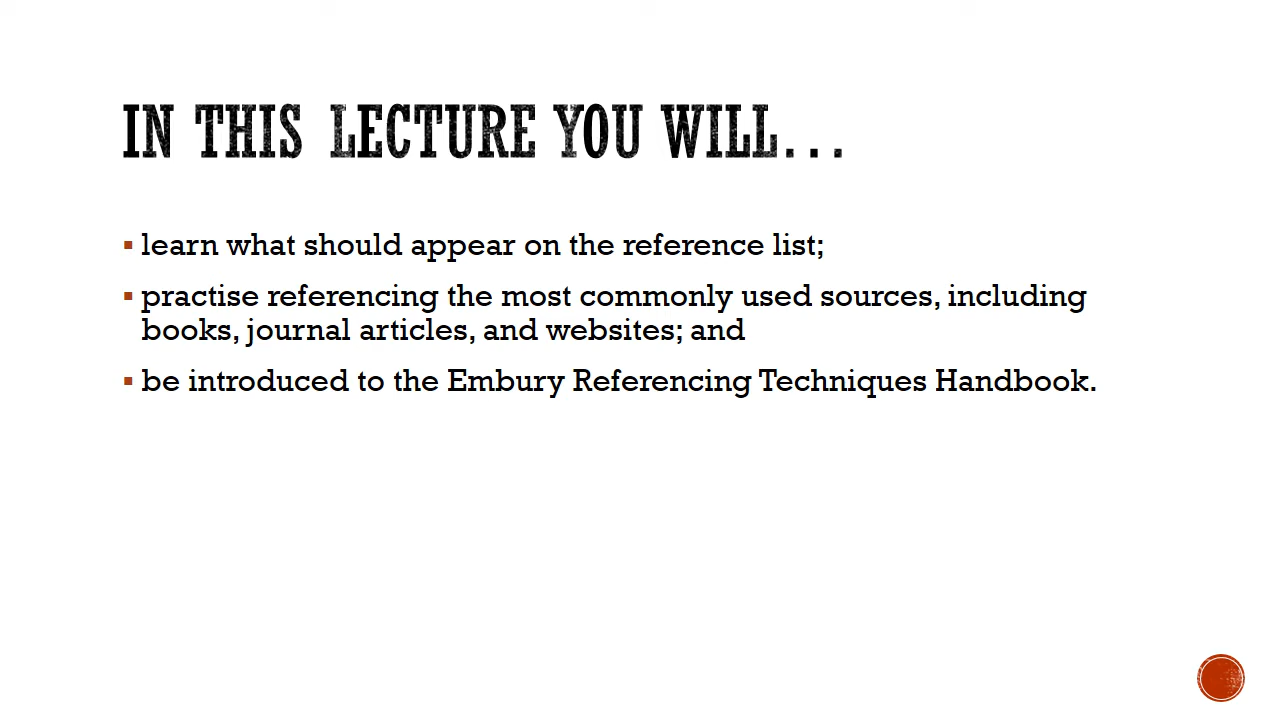 IN THIS LECTURE YOU WILL...
▪ learn what should appear on the reference list;
▪ practise referencing the most commonly used sources, including
books, journal articles, and websites; and
▪ be introduced to the Embury Referencing Techniques Handbook.